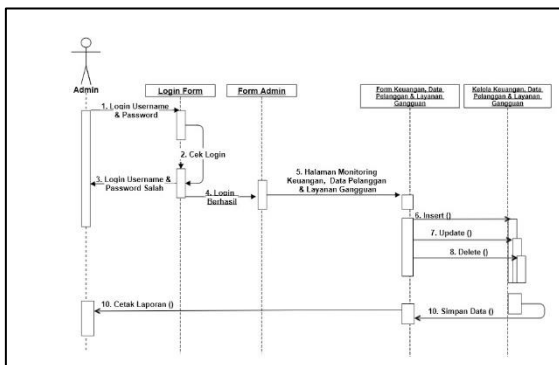 Admin
Login Form
Form Admin
Form Keuangan, Data
Pelanggan & Layanan
Gangguan
Kelola Keuangan, Data
Pelanggan & Layanan
Gangguan
1. Login Username
& Password
2. Cek Login
3. Login Username &
Password Salah
4. Login
Berhasil
5. Halaman Monitoring
Keuangan, Data Pelanggan
& Layanan Gangguan
6. Insert ()
7. Update ()
8. Delete ()
10. Cetak Laporan ()
10. Simpan Data ()